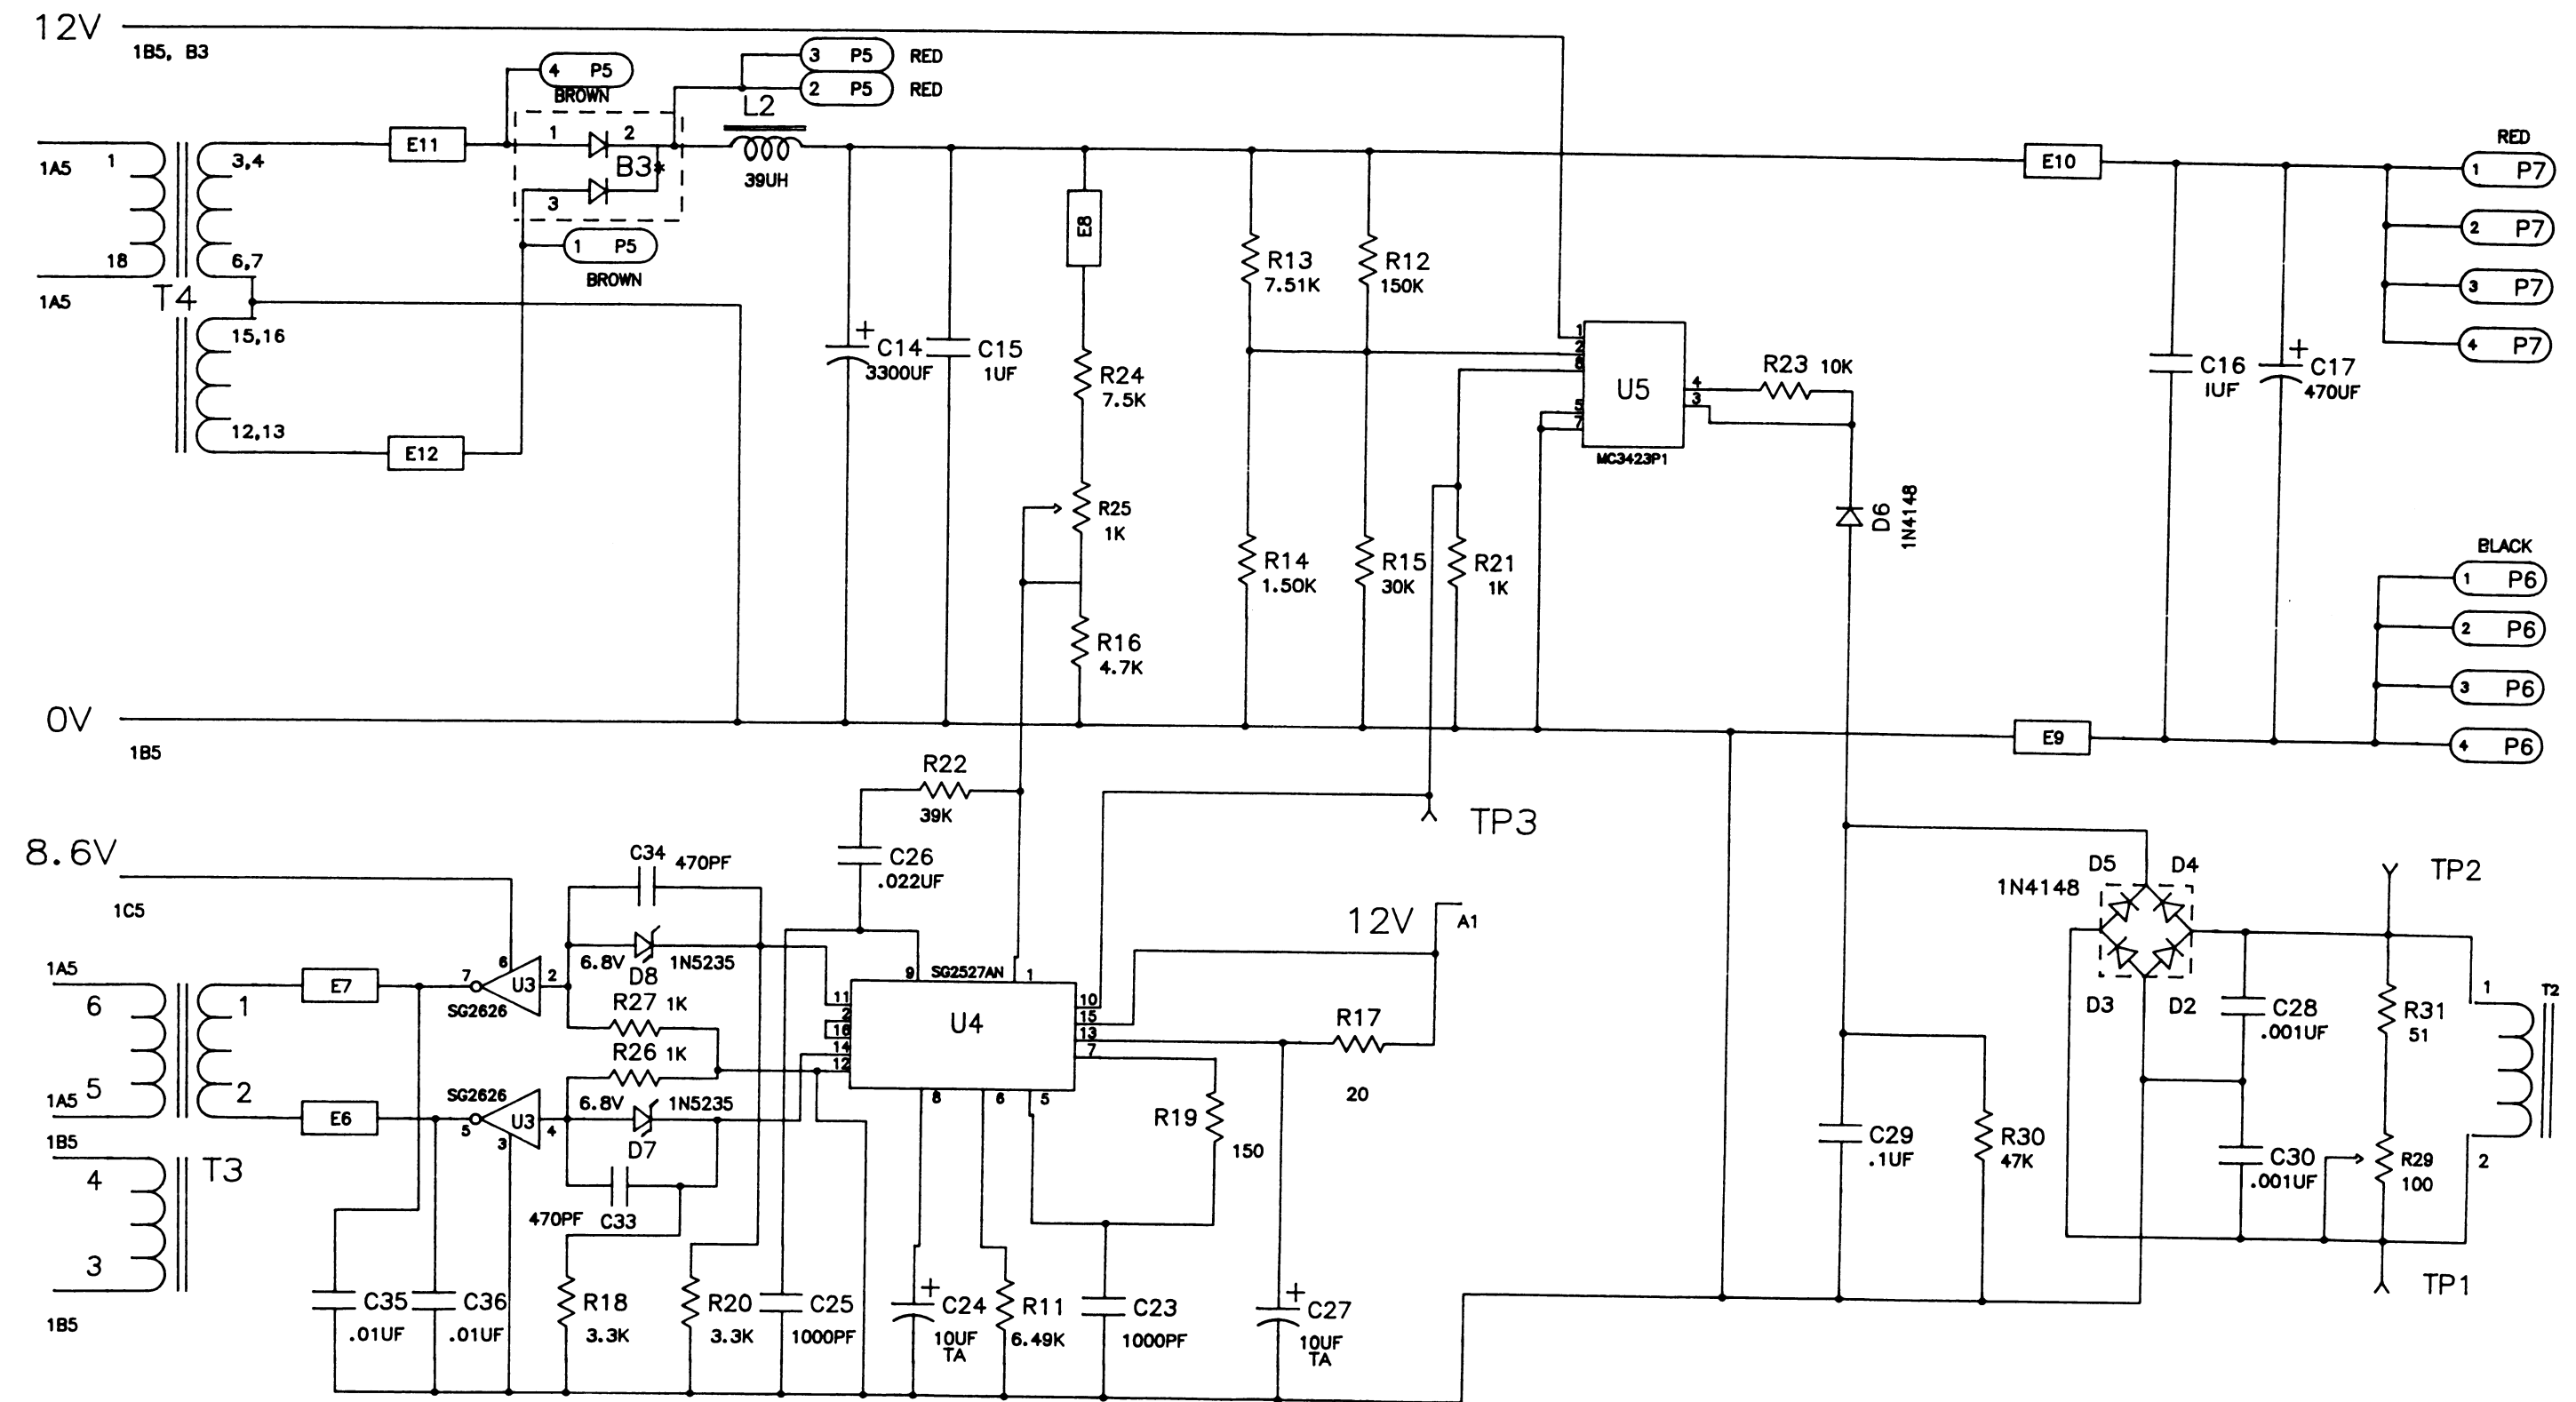 12V
1B5, B3
4 P5
BROWN
3 P5 RED
2 P5 RED
L2
39UH
1A5
1
18
1A5
T4
3,4
6,7
15,16
12,13
E11
E12
1
2
3
B3*
1 P5
BROWN
C14
3300UF
C15
1UF
E8
R24
7.5K
R25
1K
R16
4.7K
R13
7.51K
R12
150K
R14
1.50K
R15
30K
R21
1K
1
2
8
5
7
U5
4
3
MC3423P1
R23 10K
D6
1N4148
E10
C16
1UF
C17
470UF
RED
1 P7
2 P7
3 P7
4 P7
BLACK
1 P6
2 P6
3 P6
4 P6
0V
1B5
E9
R22
39K
C26
.022UF
TP3
8.6V
1C5
C34 470PF
6.8V D8 1N5235
R27 1K
R26 1K
6.8V D7 1N5235
470PF C33
1A5
6
5
1A5
1B5
4
3
1B5
T3
1
2
E7
E6
7
6
U3
2
SG2626
SG2626
5
3
U3
4
9
SG2527AN
1
11
2
16
14
12
U4
10
15
13
7
8
6
5
12V
A1
R17
20
R19
150
C35
.01UF
C36
.01UF
R18
3.3K
R20
3.3K
C25
1000PF
C24
10UF
TA
R11
6.49K
C23
1000PF
C27
10UF
TA
C29
.1UF
R30
47K
D5
D4
1N4148
D3
D2
C28
.001UF
C30
.001UF
R31
51
R29
100
TP2
TP1
1
2
T2